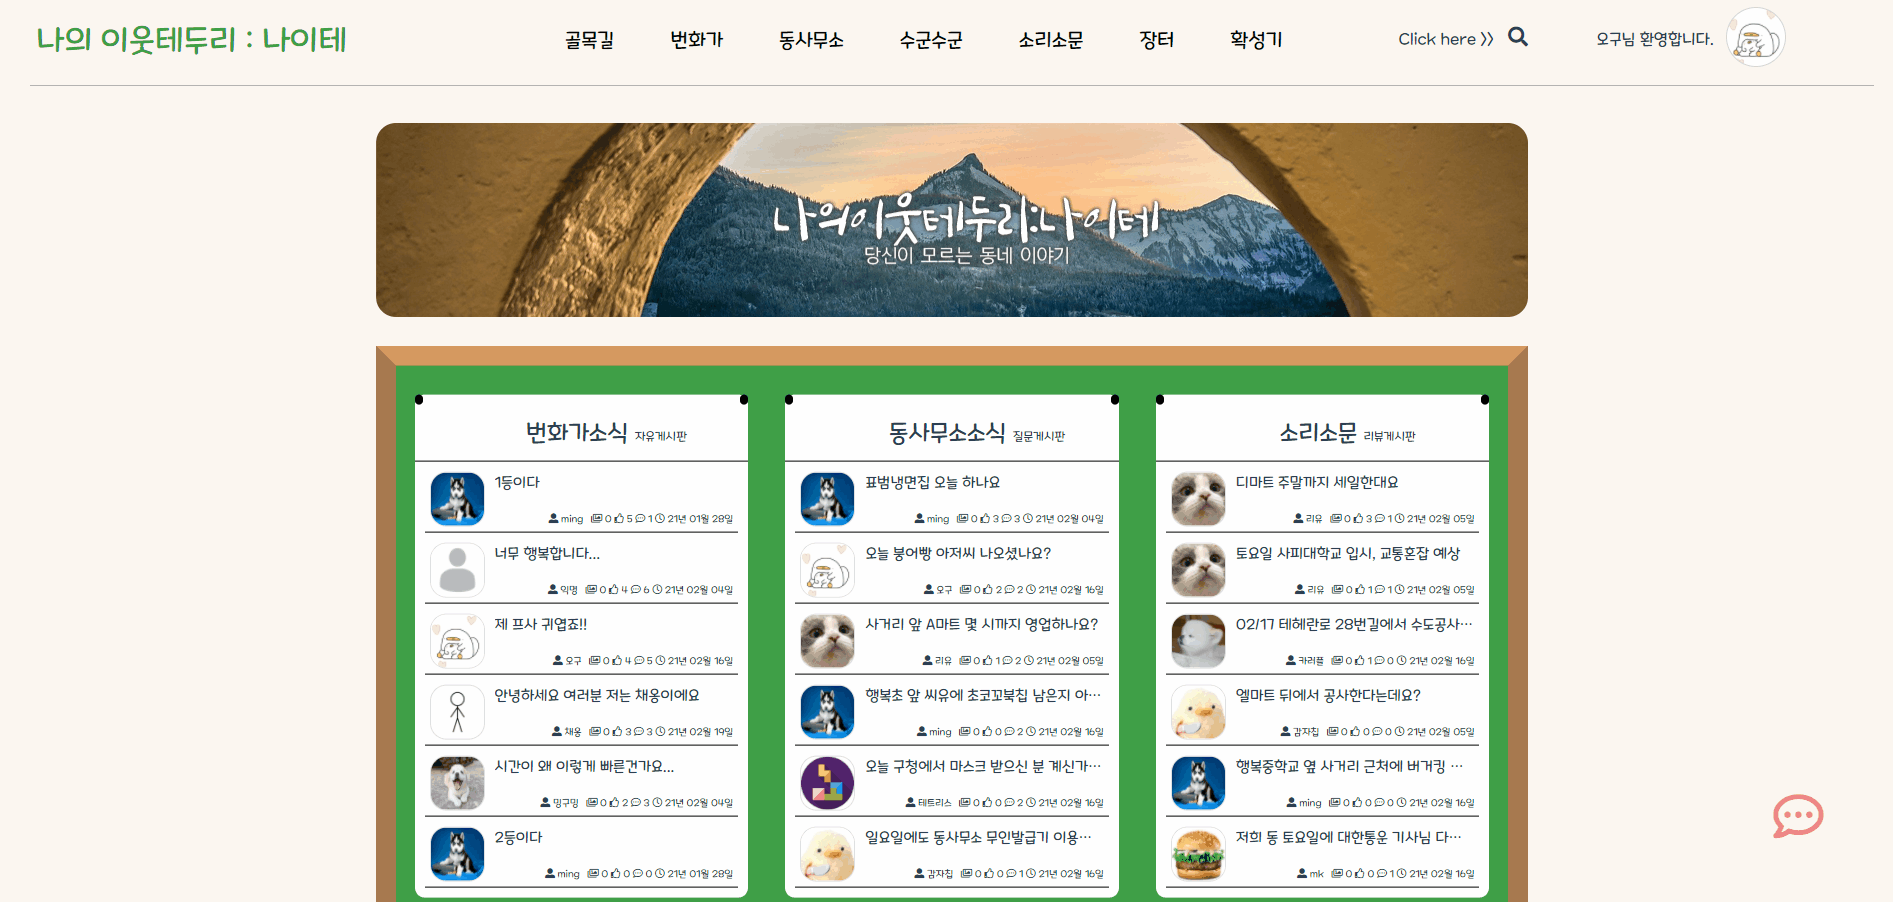 나의 이웃테두리 : 나이테
골목길 번화가 동사무소 수군수군 소리소문 장터 확성기
Click here 》
오구님 환영합니다.
나의이웃테두리:나이테
당신이 모르는 동네 이야기
번화가소식 자유게시판
1등이다
ming 0 5 1 21년 01월 28일
너무 행복합니다...
익명 0 4 6 21년 02월 04일
제 프사 귀엽죠!!
오구 0 4 5 21년 02월 16일
안녕하세요 여러분 저는 채옹이에요
채옹 0 3 3 21년 02월 19일
시간이 왜 이렇게 빠른건가요...
밍구밍 0 2 3 21년 02월 04일
2등이다
ming 0 0 0 21년 01월 28일
동사무소소식 질문게시판
표범냉면집 오늘 하나요
ming 0 3 3 21년 02월 04일
오늘 붕어빵 아저씨 나오셨나요?
오구 0 2 2 21년 02월 16일
사거리 앞 A마트 몇 시까지 영업하나요?
리유 0 1 2 21년 02월 05일
행복초 앞 씨유에 초코꼬북칩 남은지 아…
ming 0 0 2 21년 02월 16일
오늘 구청에서 마스크 받으신 분 계신가…
테트리스 0 0 2 21년 02월 16일
일요일에도 동사무소 무인발급기 이용…
감자칩 0 0 1 21년 02월 16일
소리소문 리뷰게시판
디마트 주말까지 세일한대요
리유 0 3 1 21년 02월 05일
토요일 사피대학교 입시, 교통혼잡 예상
리유 0 1 1 21년 02월 05일
02/17 테헤란로 28번길에서 수도공사…
카러플 0 1 0 21년 02월 16일
엘마트 뒤에서 공사한다는데요?
감자칩 0 0 0 21년 02월 05일
행복중학교 옆 사거리 근처에 버거킹 …
ming 0 0 0 21년 02월 16일
저희 동 토요일에 대한통운 기사님 다…
mk 0 0 1 21년 02월 16일